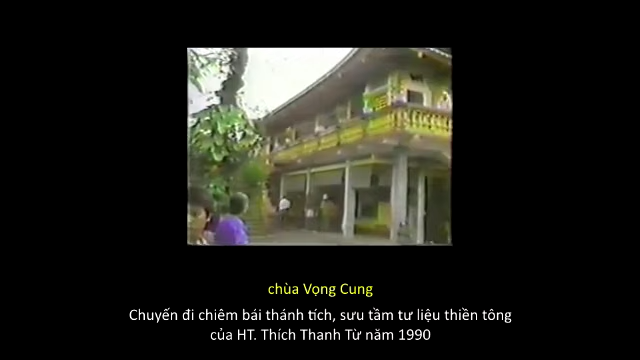 chùa Vọng Cung
Chuyến đi chiêm bái thánh tích, sưu tầm tư liệu thiền tông
của HT. Thích Thanh Từ năm 1990